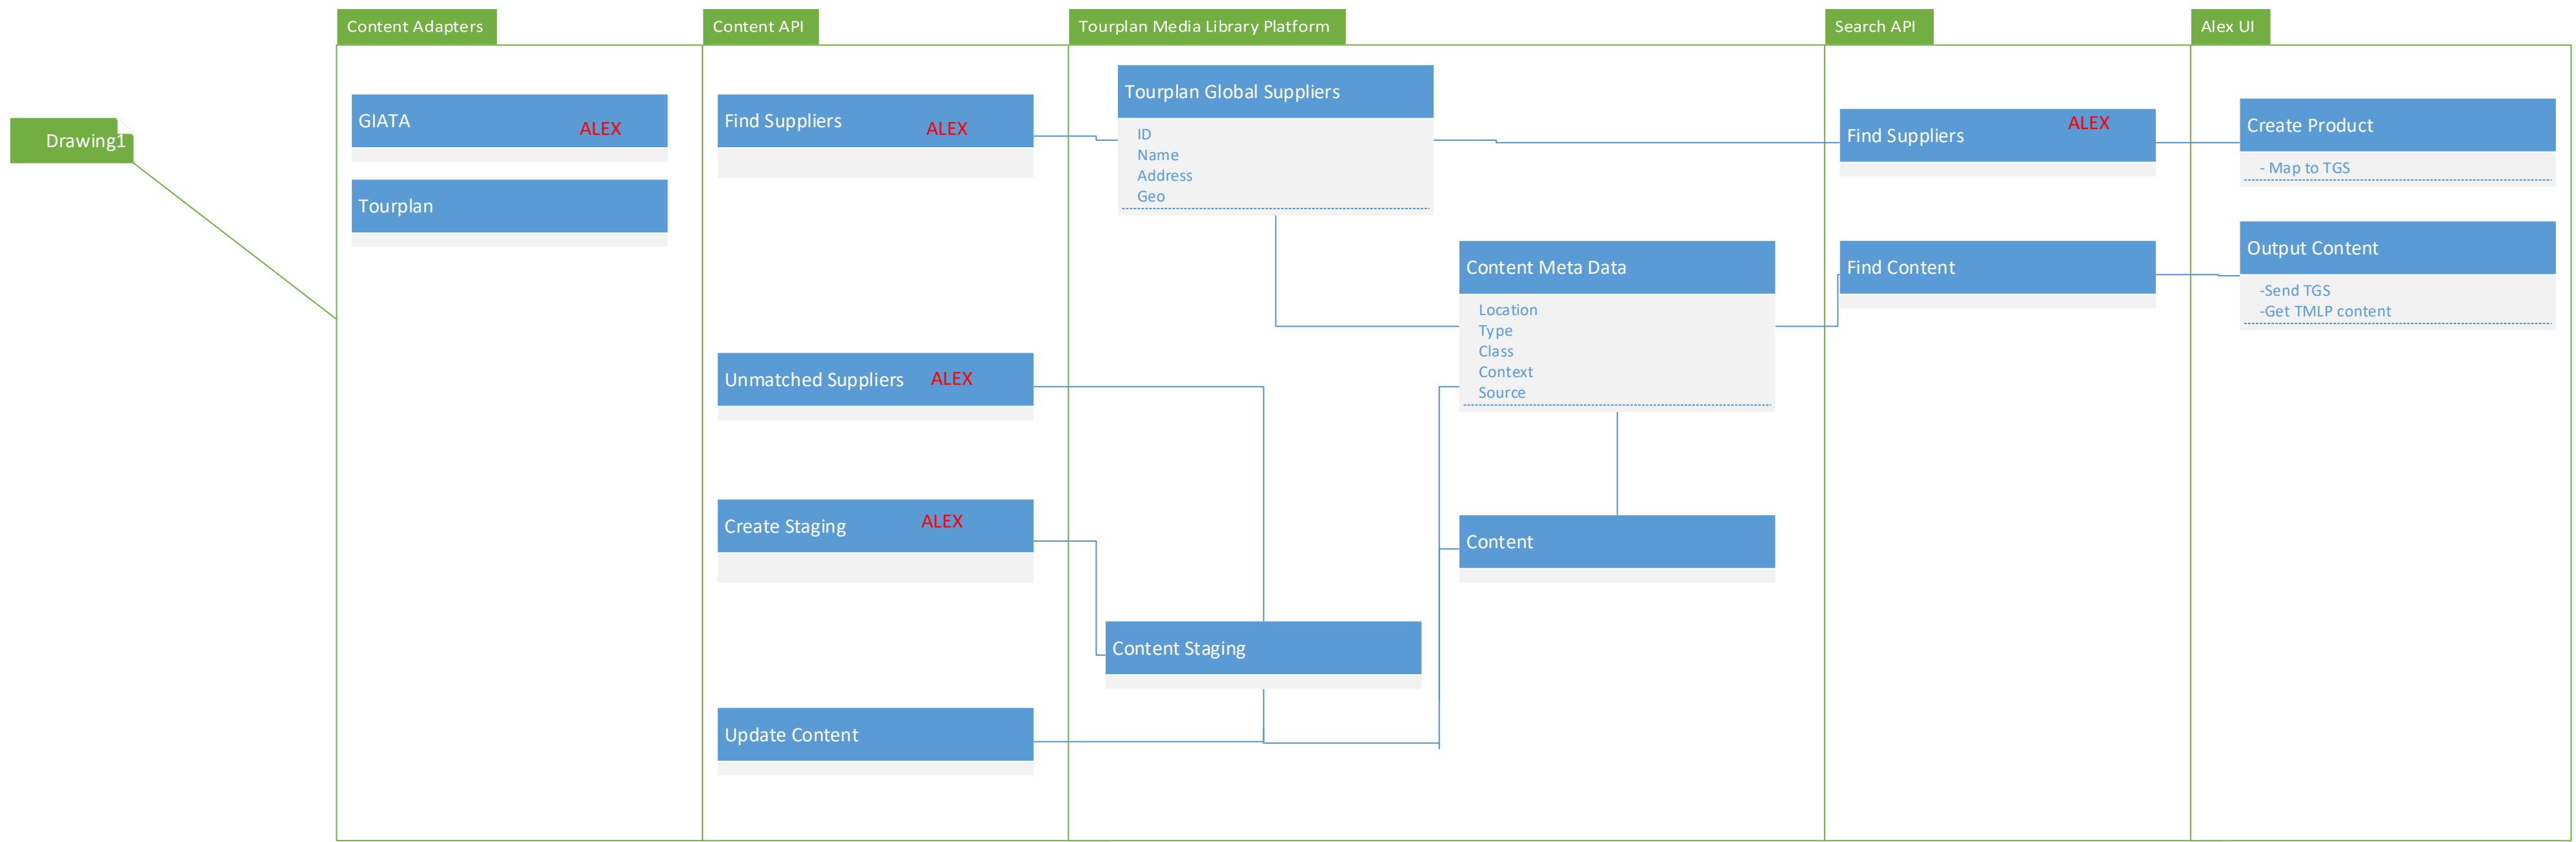 Content Adapters
Content API
Tourplan Media Library Platform
Search API
Alex UI
Drawing1
GIATA
ALEX
Tourplan
Find Suppliers
ALEX
Unmatched Suppliers
ALEX
Create Staging
ALEX
Update Content
Tourplan Global Suppliers
ID
Name
Address
Geo
Content Meta Data
Location
Type
Class
Context
Source
Content
Content Staging
Find Suppliers
ALEX
Find Content
Create Product
- Map to TGS
Output Content
-Send TGS
-Get TMLP content